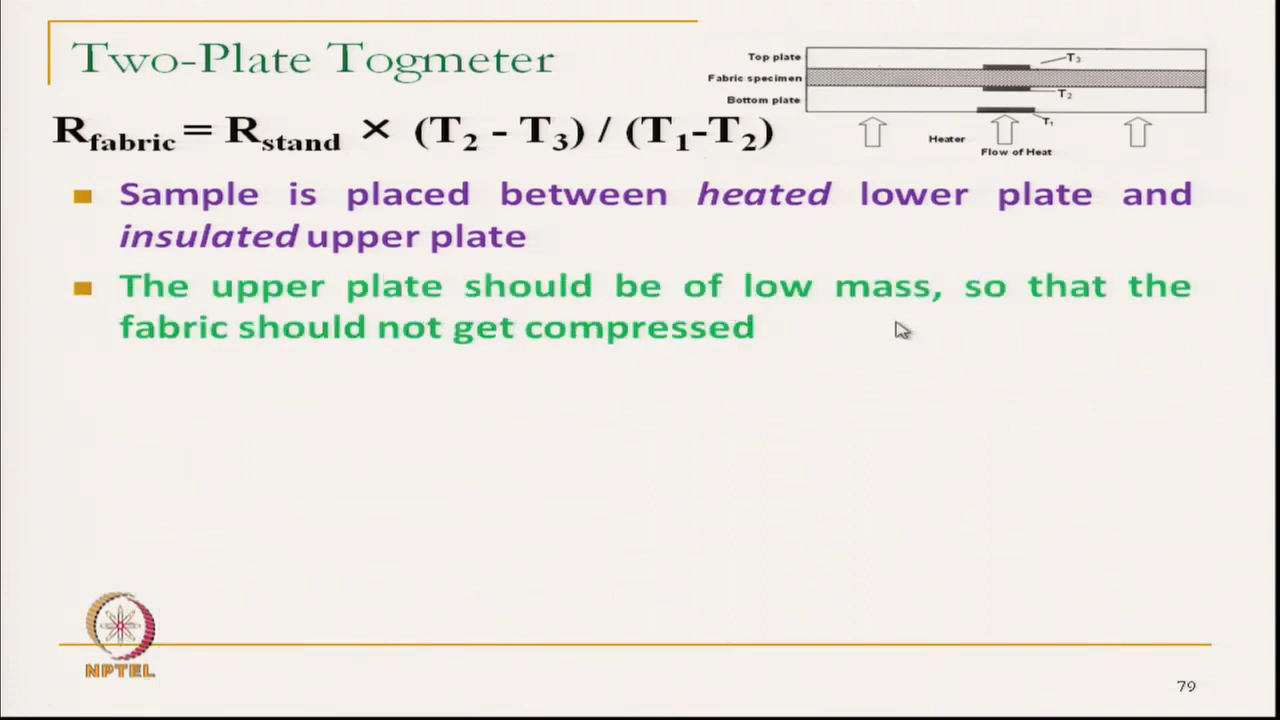 Two-Plate Togmeter
Top plate
T3
Fabric specimen
T2
Bottom plate
T1
Heater
Flow of Heat
Rfabric = Rstand × (T2 - T3) / (T1-T2)
Sample is placed between heated lower plate and
insulated upper plate
The upper plate should be of low mass, so that the
fabric should not get compressed
NPTEL
79